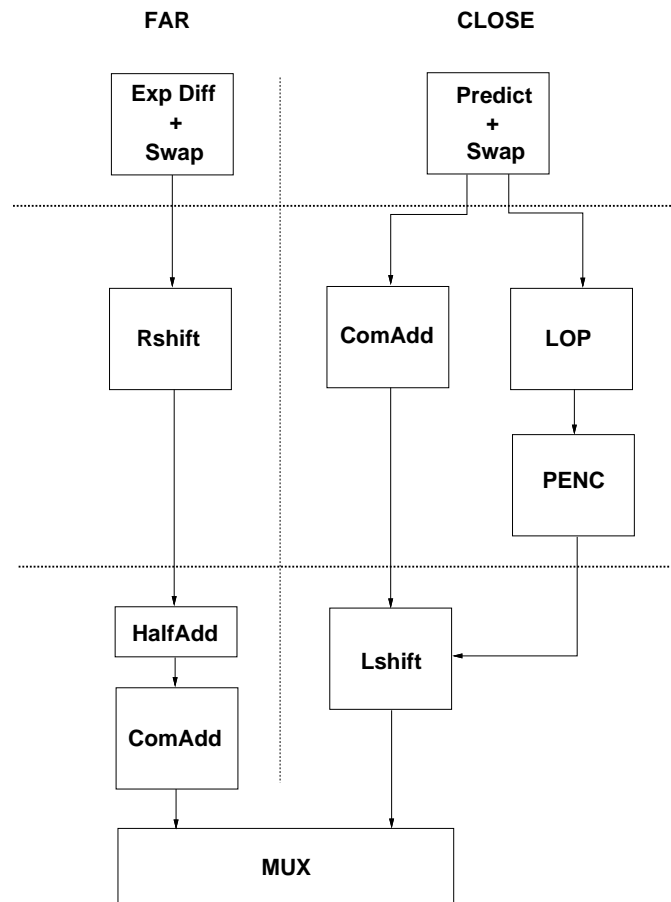 FAR
CLOSE
Exp Diff
+
Swap
Predict
+
Swap
Rshift
ComAdd
LOP
PENC
HalfAdd
Lshift
ComAdd
MUX